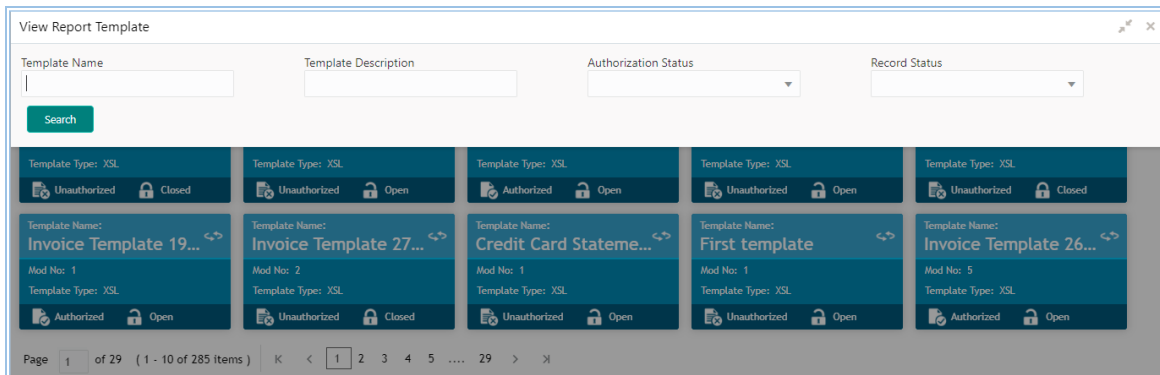 View Report Template
Template Name Template Description Authorization Status Record Status
Search
Template Type: XSL Template Type: XSL Template Type: XSL Template Type: XSL Template Type: XSL
Unauthorized Closed Unauthorized Open Authorized Open Unauthorized Open Unauthorized Closed
Template Name: Template Name: Template Name: Template Name: Template Name:
Invoice Template 19... Invoice Template 27... Credit Card Stateme... First template Invoice Template 26...
Mod No: 1 Mod No: 2 Mod No: 1 Mod No: 1 Mod No: 5
Template Type: XSL Template Type: XSL Template Type: XSL Template Type: XSL Template Type: XSL
Authorized Open Unauthorized Closed Unauthorized Open Unauthorized Open Authorized Open
Page 1 of 29 ( 1 - 10 of 285 items ) 1 2 3 4 5 .... 29